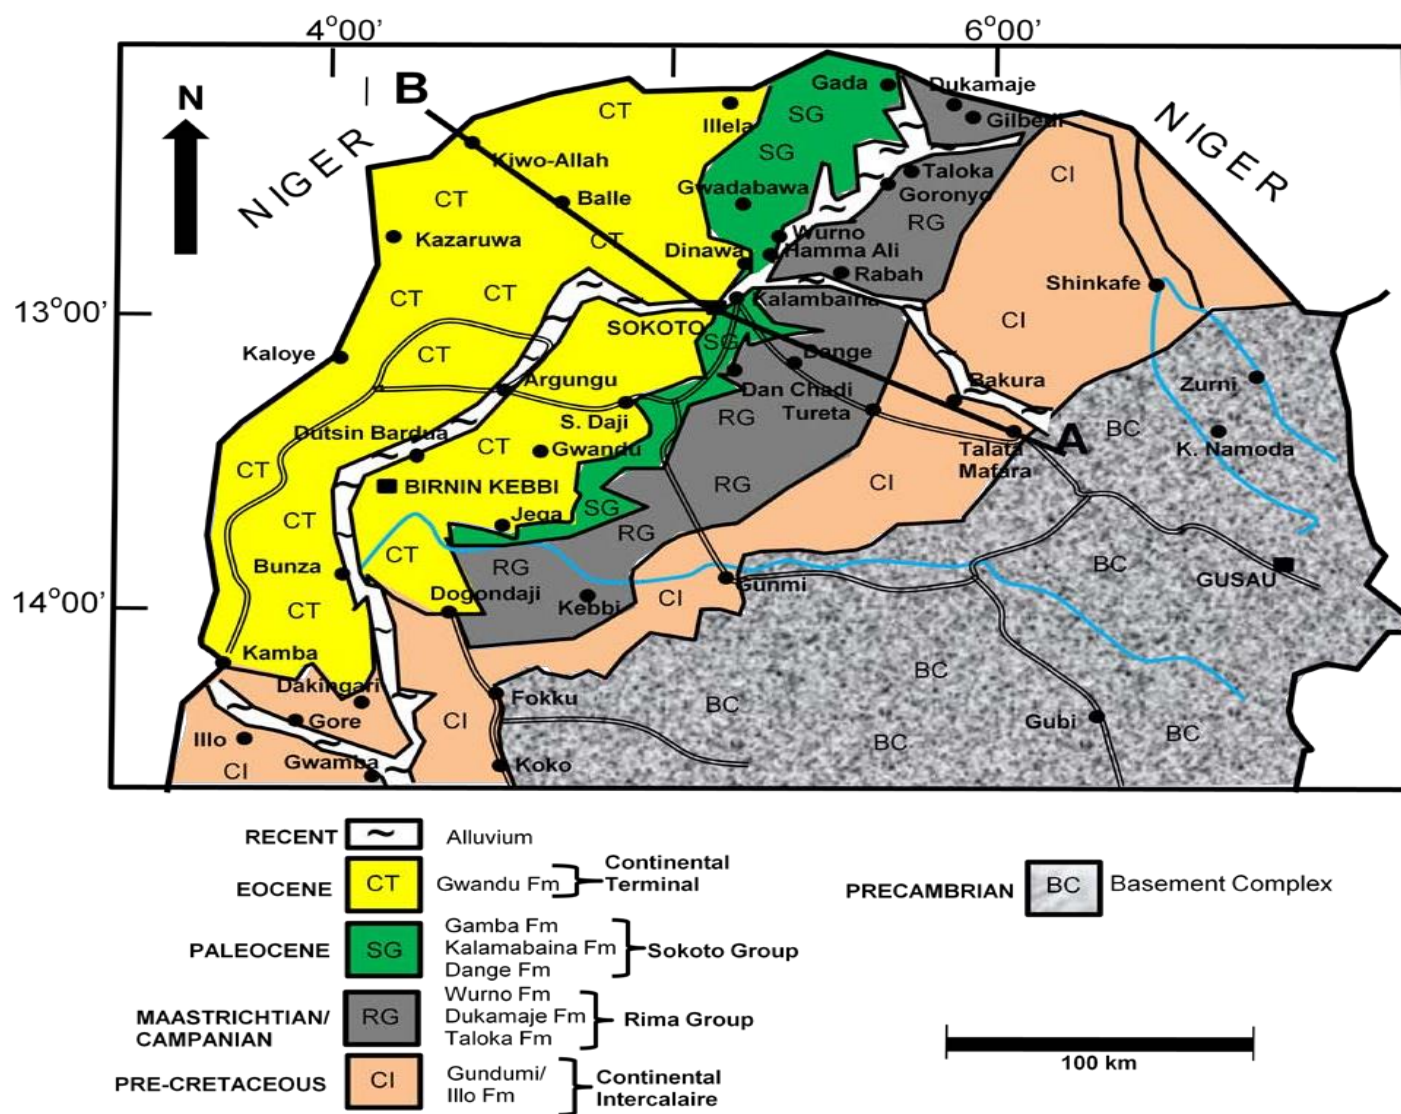 4°00'
6°00'
N
B
NIGER
NIGER
CT
Illela
Gada
SG
Dukamaje
Gilbedi
Kiwo-Allah
SG
Taloka
CI
CT
Balle
Gwadabawa
Goronyo
RG
Kazaruwa
CT
Dinawa
Wurno
Hamma Ali
Rabah
Shinkafe
CT
CT
Kalambaina
13°00'
SOKOTO
CI
Kaloye
CT
SG
Dange
Argungu
Dan Chadi
Bakura
Zurni
S. Daji
Tureta
RG
Dutsin Bardua
CT
Gwandu
Talata
Mafara
A
BC
K. Namoda
CT
BIRNIN KEBBI
RG
CI
CT
Jega
SG
RG
Bunza
CT
RG
BC
GUSAU
14°00'
CT
Dogondaji
Kebbi
CI
Gunmi
Kamba
BC
Dakingari
Fokku
BC
Gore
CI
Gubi
BC
Illo
BC
CI
Gwamba
Koko
RECENT ~ Alluvium
EOCENE CT Gwandu Fm Continental
Terminal
PALEOCENE SG Gamba Fm
Kalamabaina Fm Sokoto Group
Dange Fm
MAASTRICHTIAN/
CAMPANIAN RG Wurno Fm
Dukamaje Fm Rima Group
Taloka Fm
PRE-CRETACEOUS CI Gundumi/
Illo Fm Continental
Intercalaire
PRECAMBRIAN BC Basement Complex
100 km